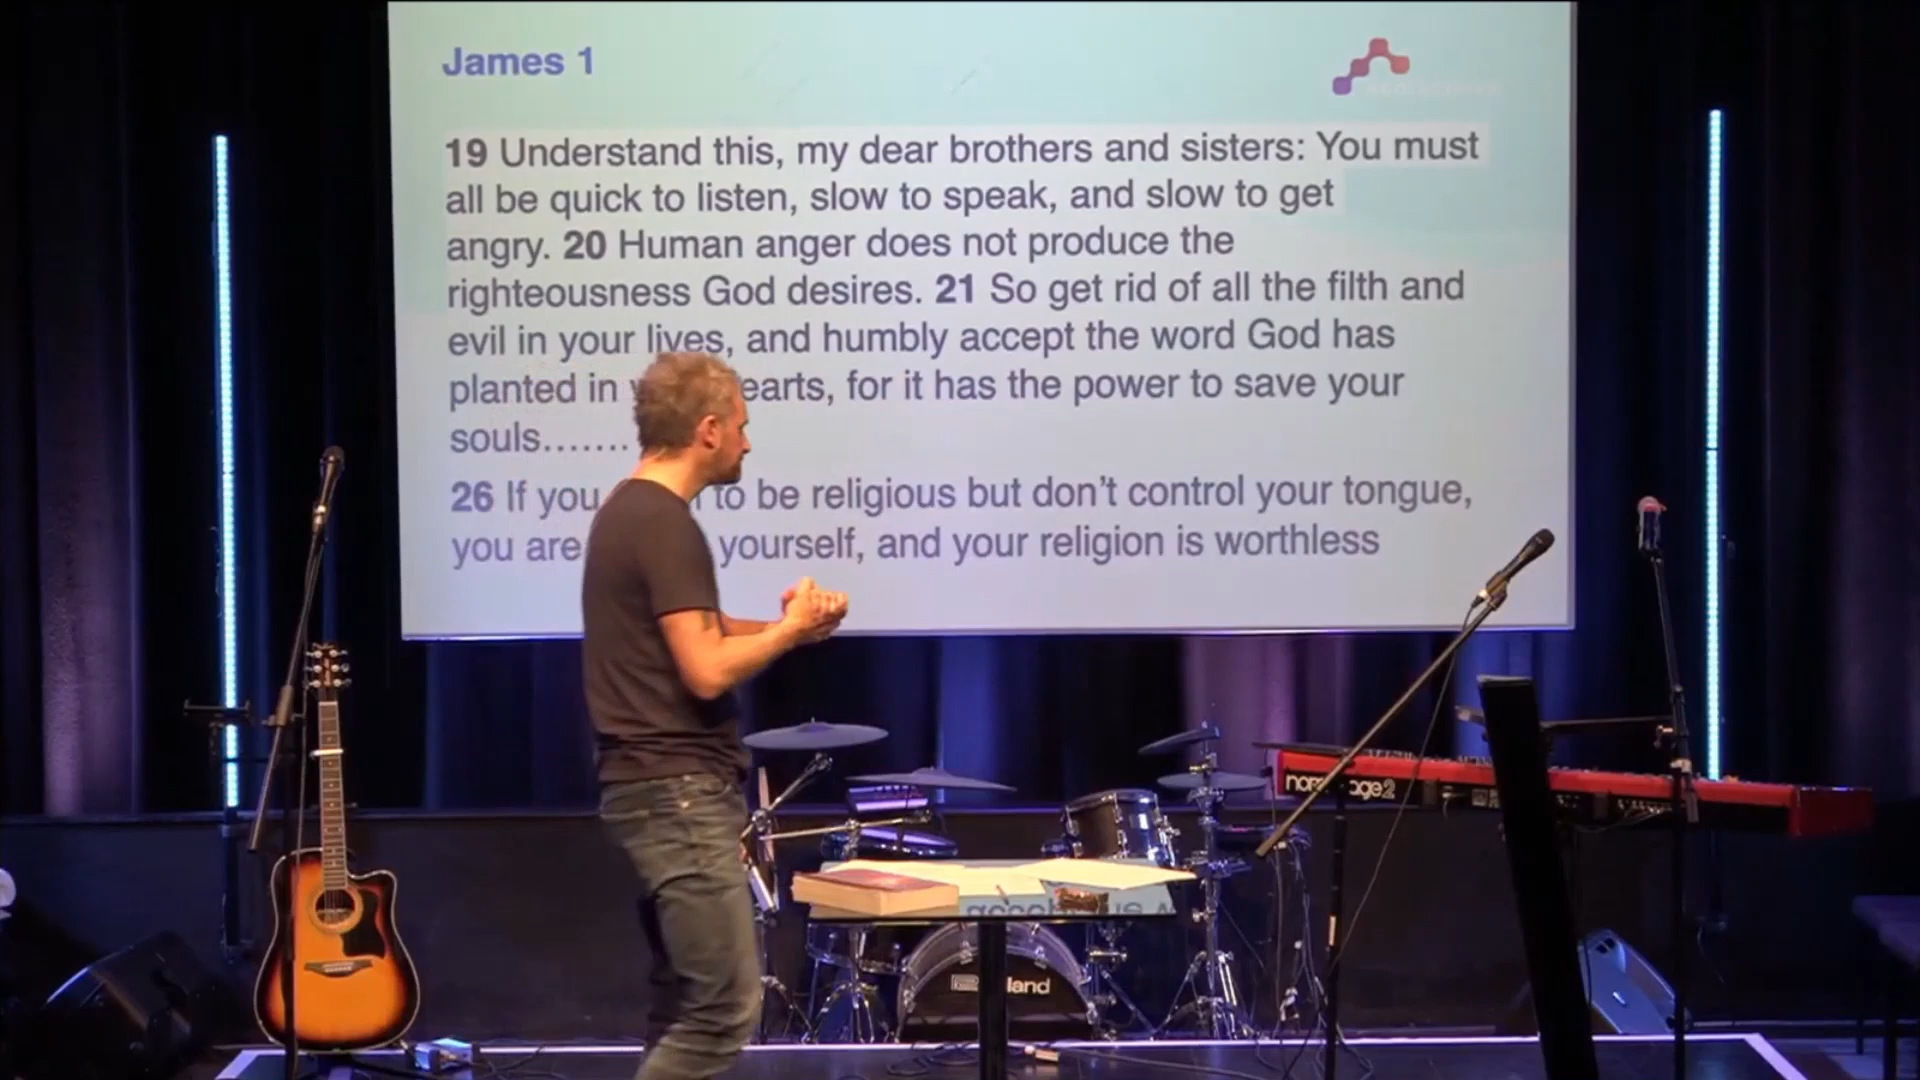 James 1
19 Understand this, my dear brothers and sisters: You must
all be quick to listen, slow to speak, and slow to get
angry. 20 Human anger does not produce the
righteousness God desires. 21 So get rid of all the filth and
evil in your lives, and humbly accept the word God has
planted in earts, for it has the power to save your
souls.......
26 If you to be religious but don't control your tongue,
you are yourself, and your religion is worthless
land